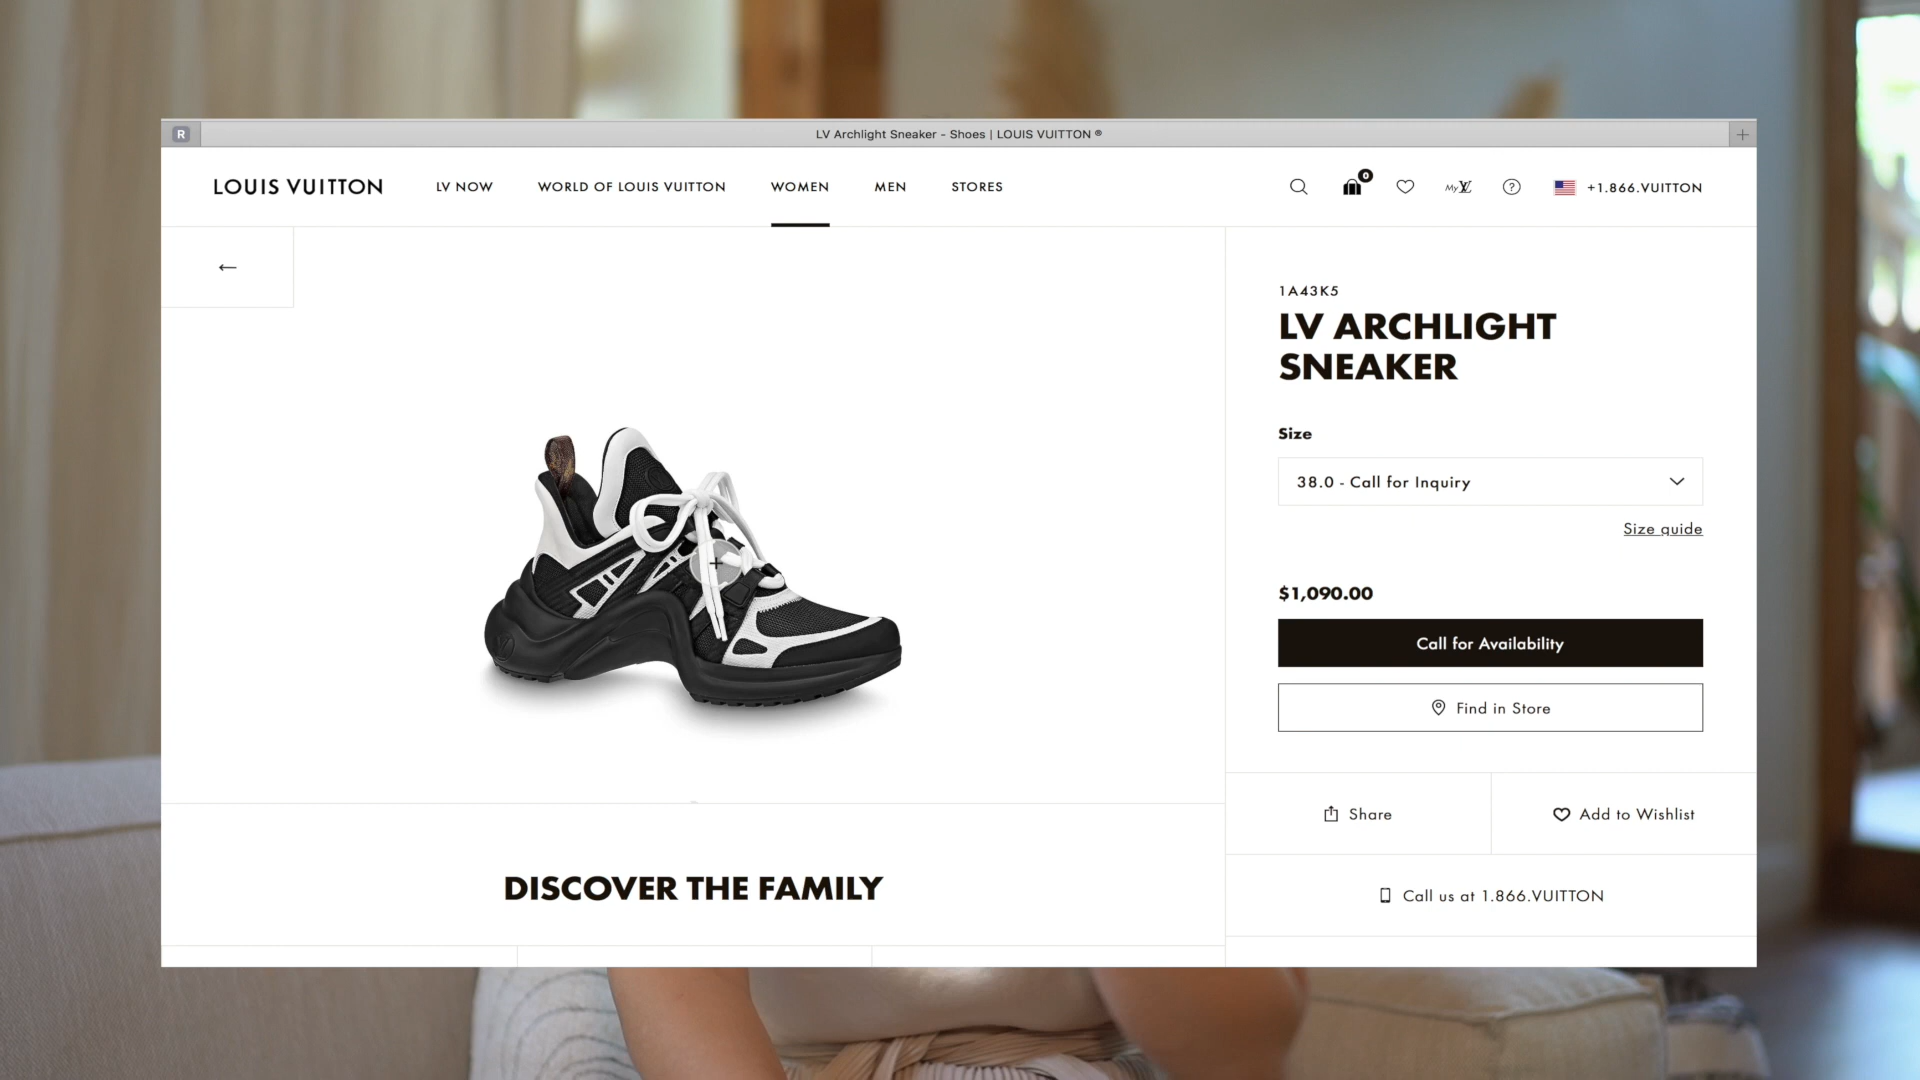 R
LV Archlight Sneaker - Shoes | LOUIS VUITTON ®
LOUIS VUITTON
LV NOW
WORLD OF LOUIS VUITTON
WOMEN
MEN
STORES
0
My LV
?
+1.866.VUITTON
1A43K5
LV ARCHLIGHT
SNEAKER
Size
38.0 - Call for Inquiry
Size guide
$1,090.00
Call for Availability
Find in Store
Share
Add to Wishlist
DISCOVER THE FAMILY
Call us at 1.866.VUITTON